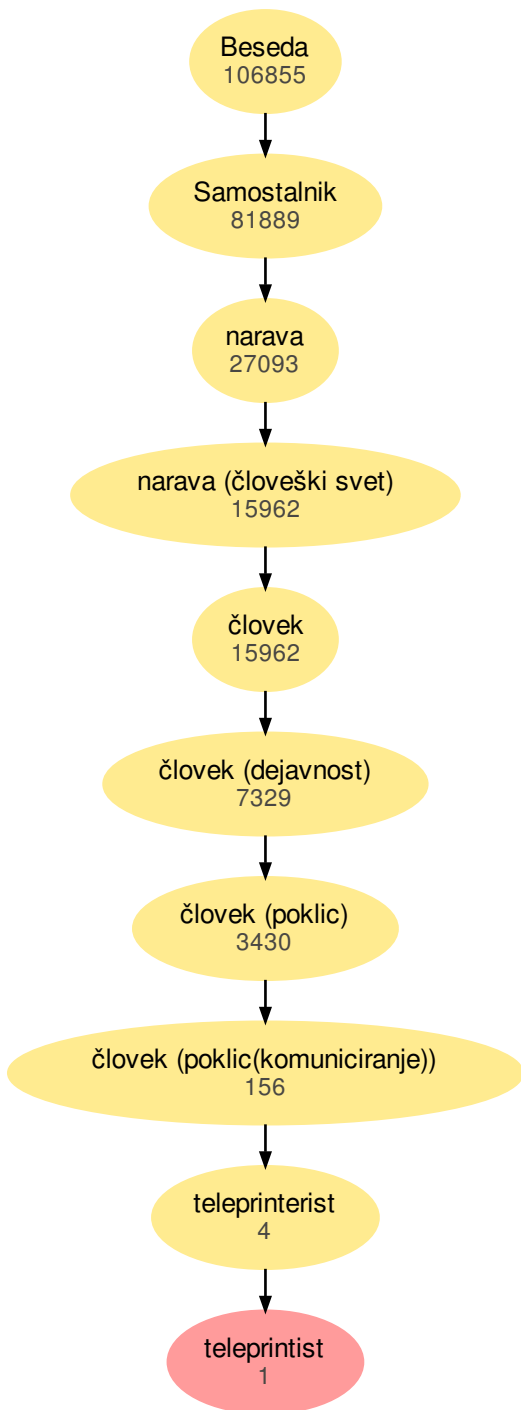 Beseda
106855
Samostalnik
81889
narava
27093
narava (človeški svet)
15962
človek
15962
človek (dejavnost)
7329
človek (poklic)
3430
človek (poklic(komuniciranje))
156
teleprinterist
4
teleprintist
1